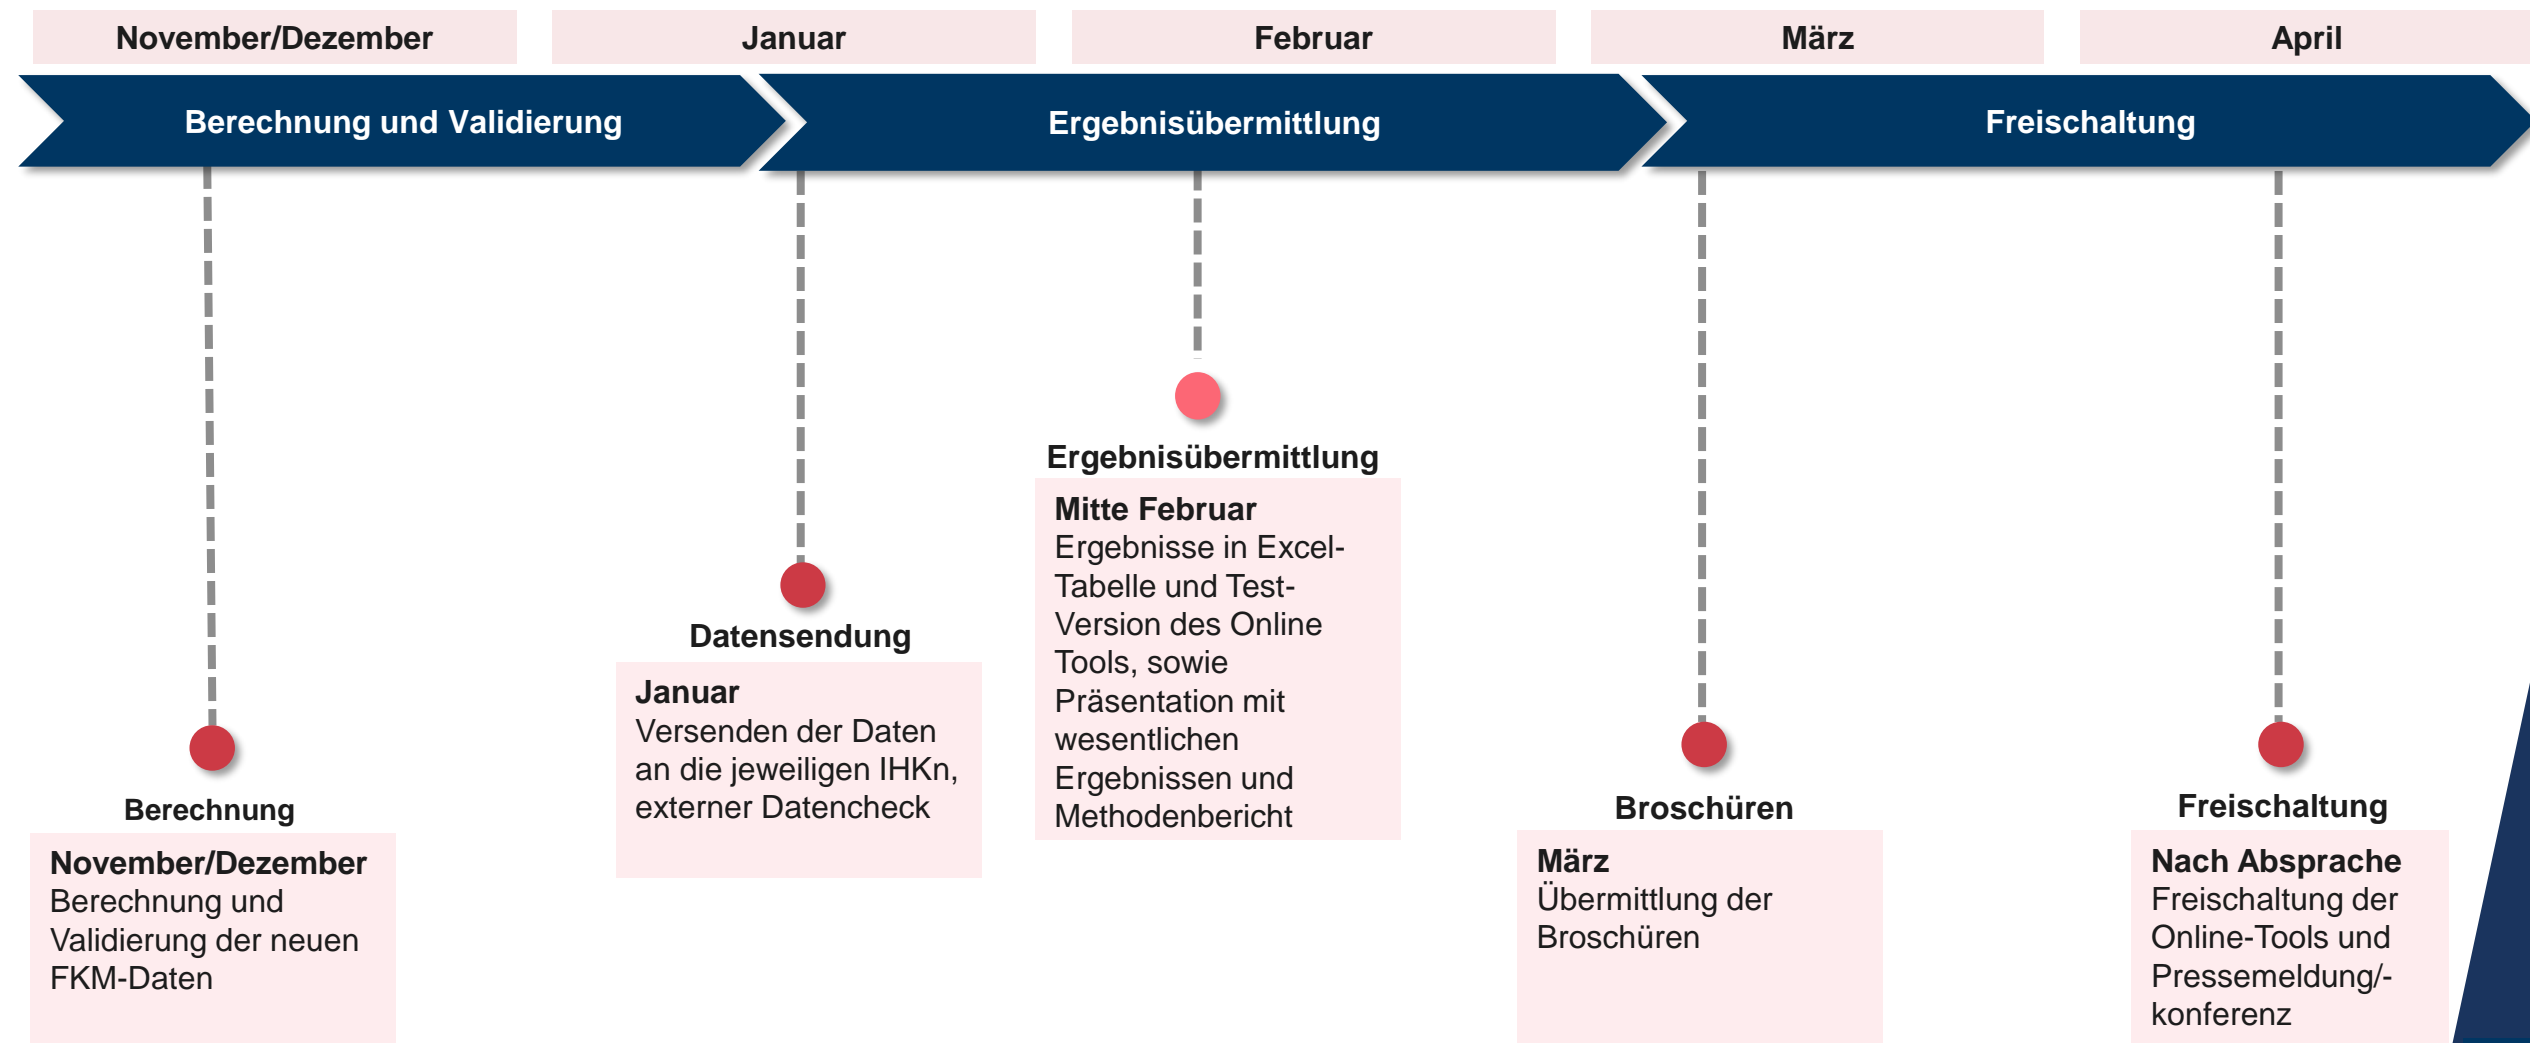 November/Dezember
Januar
Februar
März
April
Berechnung und Validierung
Ergebnisübermittlung
Freischaltung
Berechnung
November/Dezember
Berechnung und
Validierung der neuen
FKM-Daten
Datensendung
Januar
Versenden der Daten
an die jeweiligen IHKn,
externer Datencheck
Ergebnisübermittlung
Mitte Februar
Ergebnisse in Excel-
Tabelle und Test-
Version des Online
Tools, sowie
Präsentation mit
wesentlichen
Ergebnissen und
Methodenbericht
Broschüren
März
Übermittlung der
Broschüren
Freischaltung
Nach Absprache
Freischaltung der
Online-Tools und
Pressemeldung/-
konferenz